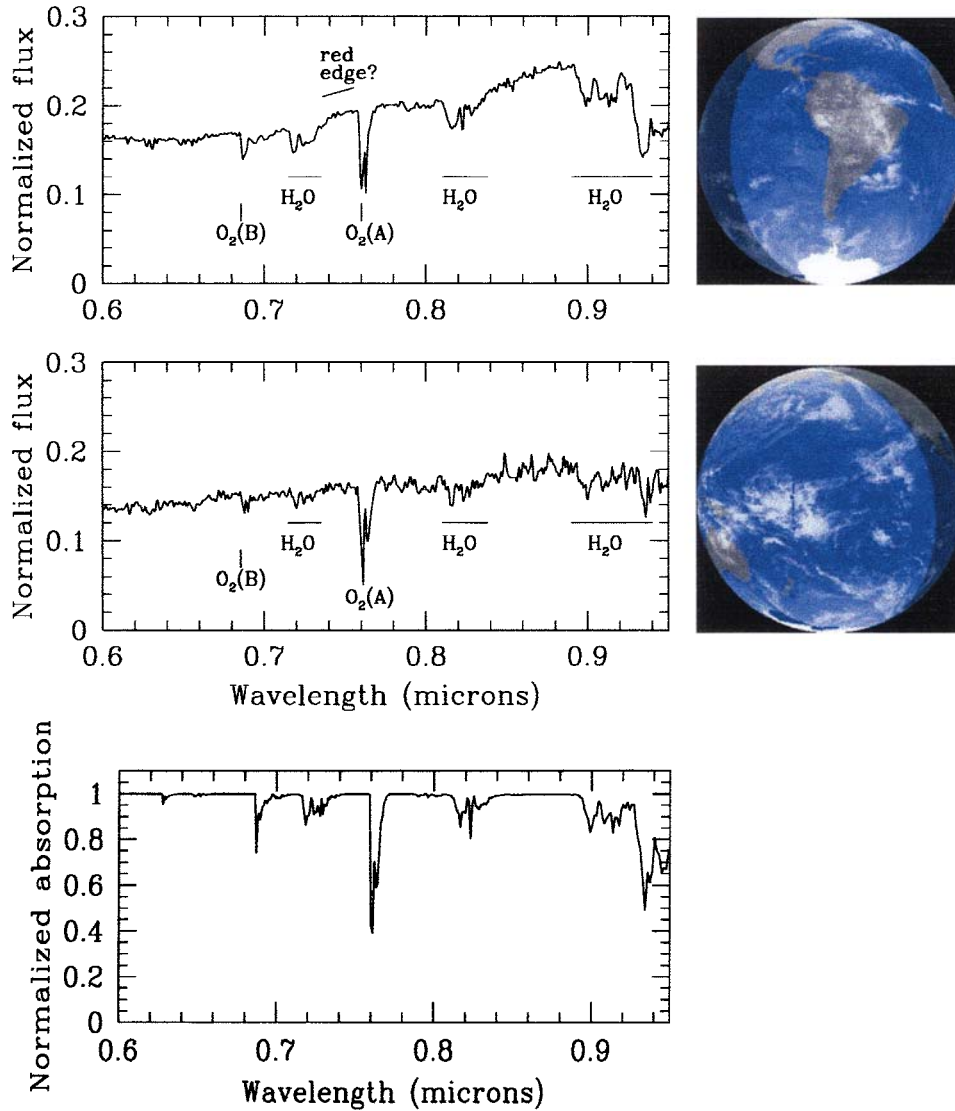 Normalized flux
0.3
0.2
0.1
0
red
edge?
H₂O
H₂O
H₂O
O₂(B)
O₂(A)
0.6
0.7
0.8
0.9
Normalized flux
0.3
0.2
0.1
0
H₂O
H₂O
H₂O
O₂(B)
O₂(A)
0.6
0.7
0.8
0.9
Wavelength (microns)
Normalized absorption
1
0.8
0.6
0.4
0.2
0
0.6
0.7
0.8
0.9
Wavelength (microns)